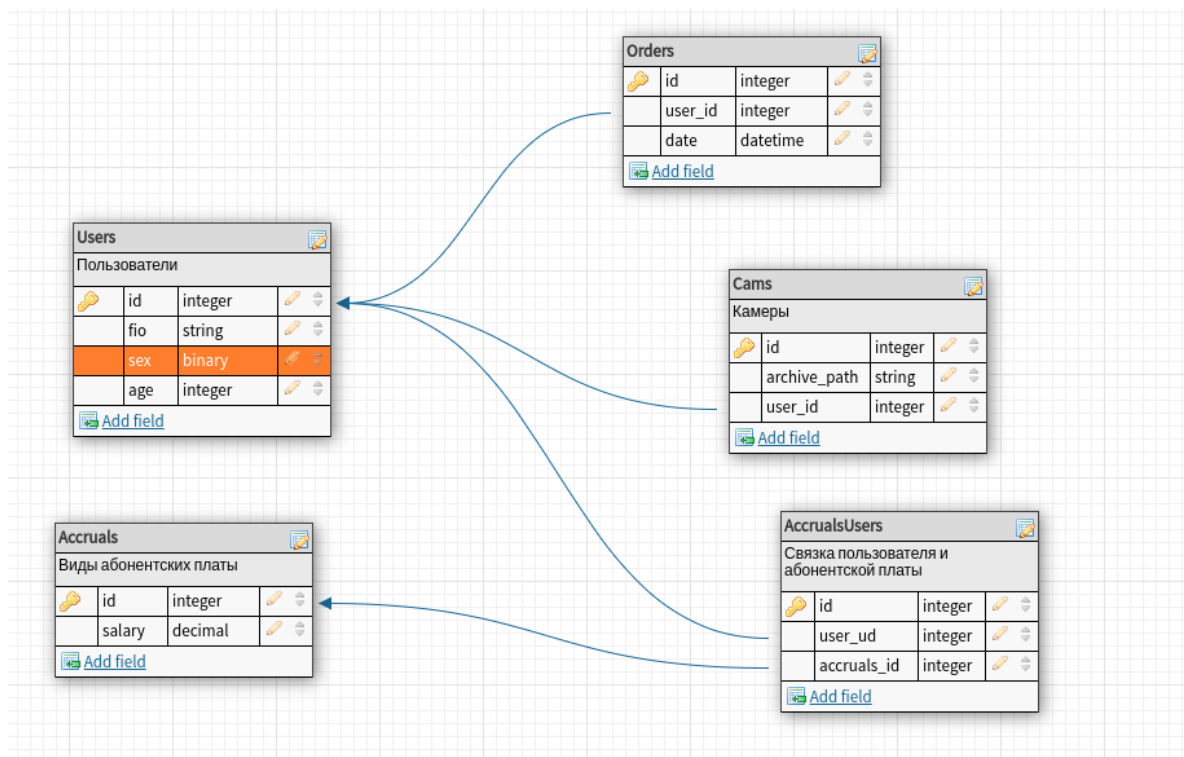 Orders
id integer
user_id integer
date datetime
Add field
Users
Пользователи
id integer
fio string
sex binary
age integer
Add field
Cams
Камеры
id integer
archive_path string
user_id integer
Add field
Accruals
Виды абонентских платы
id integer
salary decimal
Add field
AccrualsUsers
Связка пользователя и
абонентской платы
id integer
user_ud integer
accruals_id integer
Add field